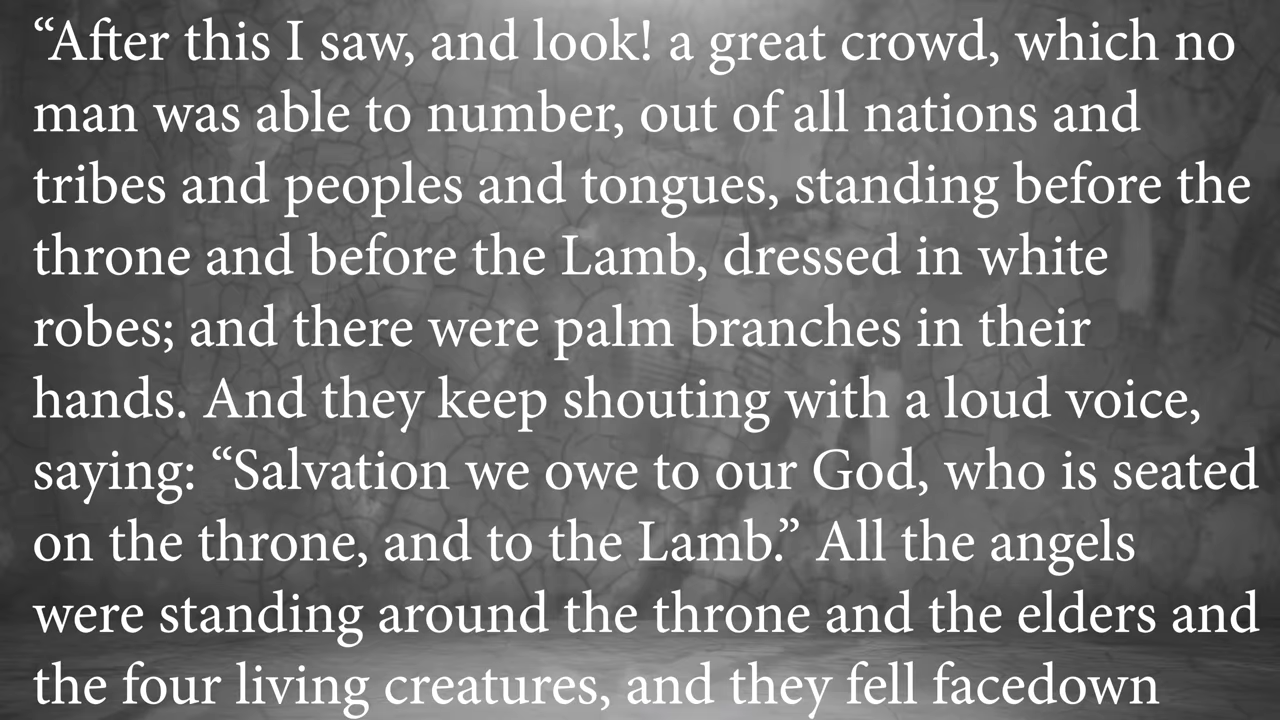 “After this I saw, and look! a great crowd, which no
man was able to number, out of all nations and
tribes and peoples and tongues, standing before the
throne and before the Lamb, dressed in white
robes; and there were palm branches in their
hands. And they keep shouting with a loud voice,
saying: “Salvation we owe to our God, who is seated
on the throne, and to the Lamb.” All the angels
were standing around the throne and the elders and
the four living creatures, and they fell facedown